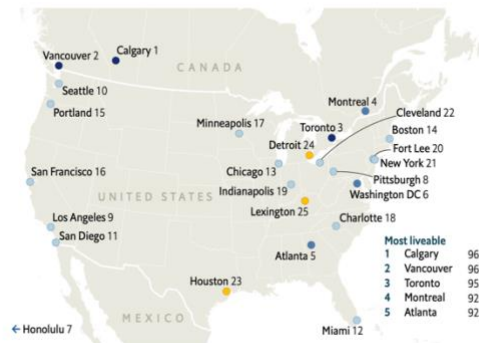 Calgary 1
Vancouver 2
CANADA
Seattle 10
Portland 15
Montreal 4
Cleveland 22
Minneapolis 17
Toronto 3
Boston 14
Detroit 24
Fort Lee 20
New York 21
San Francisco 16
Chicago 13
Pittsburgh 8
Indianapolis 19
Washington DC 6
UNITED STATES
Lexington 25
Los Angeles 9
Charlotte 18
San Diego 11
Atlanta 5
Most liveable
1 Calgary 96
2 Vancouver 96
3 Toronto 95
4 Montreal 92
5 Atlanta 92
Houston 23
MEXICO
← Honolulu 7
Miami 12